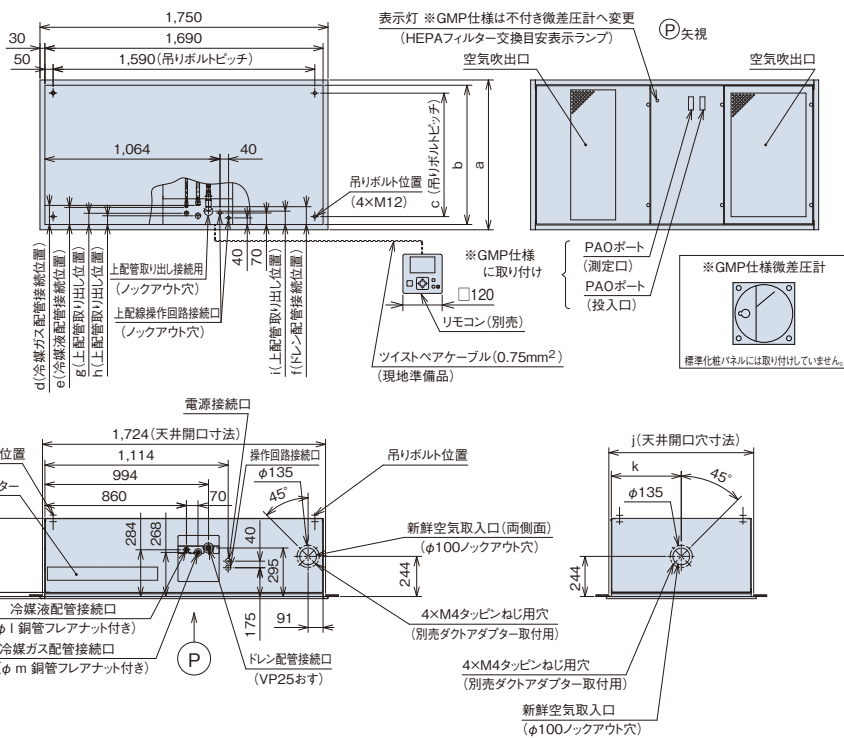 1,750
1,690
30
50
1,590(吊りボルトピッチ)
1,064
40
c(吊りボルトピッチ)
b
a
吊りボルト位置
(4×M12)
上配管取り出し接続用
(ノックアウト穴)
上配線操作回路接続口
(ノックアウト穴)
40
70
d(冷媒ガス配管接続位置)
e(冷媒液配管接続位置)
g(上配管取り出し位置)
h(上配管取り出し位置)
i(上配管取り出し位置)
f(ドレン配管接続位置)
※GMP仕様
に取り付け
□120
リモコン(別売)
ツイストペアケーブル(0.75mm²)
(現地準備品)
表示灯 ※GMP仕様は不付き微差圧計へ変更
(HEPAフィルター交換目安表示ランプ)
P矢視
空気吹出口
空気吹出口
PAOポート
(測定口)
PAOポート
(投入口)
※GMP仕様微差圧計
標準化粧パネルには取り付けしていません。
電源接続口
1,724(天井開口寸法)
1,114
操作回路接続口
994
φ135
860
70
45°
吊りボルト位置
位置
ター
284
268
40
295
175
91
244
新鮮空気取入口(両側面)
(φ100ノックアウト穴)
4×M4タッピンねじ用穴
(別売ダクトアダプター取付用)
冷媒液配管接続口
φ l 銅管フレアナット付き)
冷媒ガス配管接続口
φ m 銅管フレアナット付き)
P
ドレン配管接続口
(VP25おす)
j(天井開口穴寸法)
k
45°
φ135
244
4×M4タッピンねじ用穴
(別売ダクトアダプター取付用)
新鮮空気取入口
(φ100ノックアウト穴)